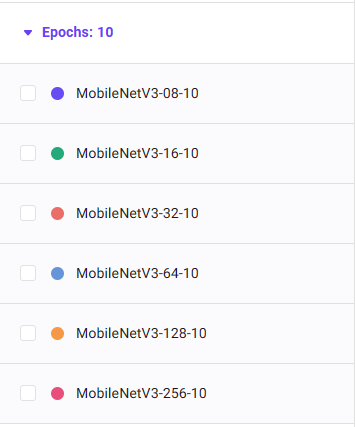 Epochs: 10
MobileNetV3-08-10
MobileNetV3-16-10
MobileNetV3-32-10
MobileNetV3-64-10
MobileNetV3-128-10
MobileNetV3-256-10